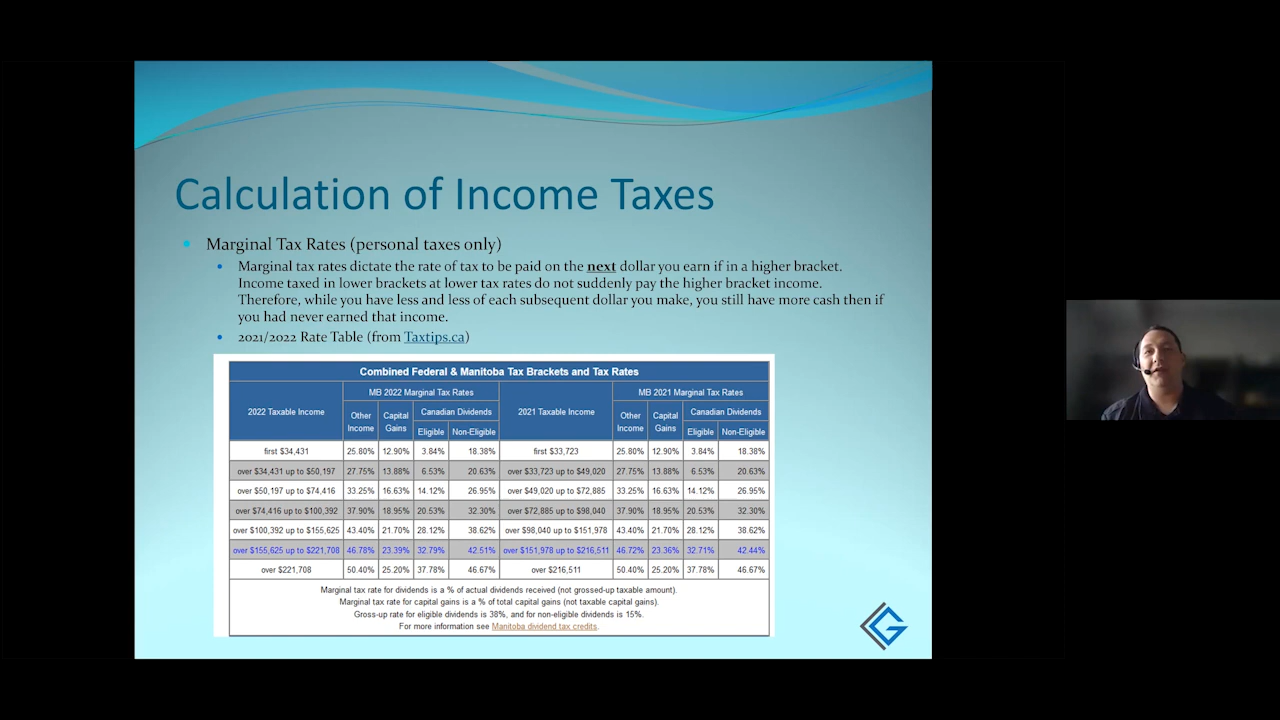 Calculation of Income Taxes
Marginal Tax Rates (personal taxes only)
Marginal tax rates dictate the rate of tax to be paid on the next dollar you earn if in a higher bracket.
Income taxed in lower brackets at lower tax rates do not suddenly pay the higher bracket income.
Therefore, while you have less and less of each subsequent dollar you make, you still have more cash then if
you had never earned that income.
2021/2022 Rate Table (from Taxtips.ca)
Combined Federal & Manitoba Tax Brackets and Tax Rates
2022 Taxable Income MB 2022 Marginal Tax Rates 2021 Taxable Income MB 2021 Marginal Tax Rates
Other Income Capital Gains Canadian Dividends Other Income Capital Gains Canadian Dividends
Eligible Non-Eligible Eligible Non-Eligible
first $34,431 25.80% 12.90% 3.84% 18.38% first $33,723 25.80% 12.90% 3.84% 18.38%
over $34,431 up to $50,197 27.75% 13.88% 6.53% 20.63% over $33,723 up to $49,020 27.75% 13.88% 6.53% 20.63%
over $50,197 up to $74,416 33.25% 16.63% 14.12% 26.95% over $49,020 up to $72,885 33.25% 16.63% 14.12% 26.95%
over $74,416 up to $100,392 37.90% 18.95% 20.53% 32.30% over $72,885 up to $98,040 37.90% 18.95% 20.53% 32.30%
over $100,392 up to $155,625 43.40% 21.70% 28.12% 38.62% over $98,040 up to $151,978 43.40% 21.70% 28.12% 38.62%
over $155,625 up to $221,708 46.78% 23.39% 32.79% 42.51% over $151,978 up to $216,511 46.72% 23.36% 32.71% 42.44%
over $221,708 50.40% 25.20% 37.78% 46.67% over $216,511 50.40% 25.20% 37.78% 46.67%
Marginal tax rate for dividends is a % of actual dividends received (not grossed-up taxable amount).
Marginal tax rate for capital gains is a % of total capital gains (not taxable capital gains).
Gross-up rate for eligible dividends is 38%, and for non-eligible dividends is 15%.
For more information see Manitoba dividend tax credits.